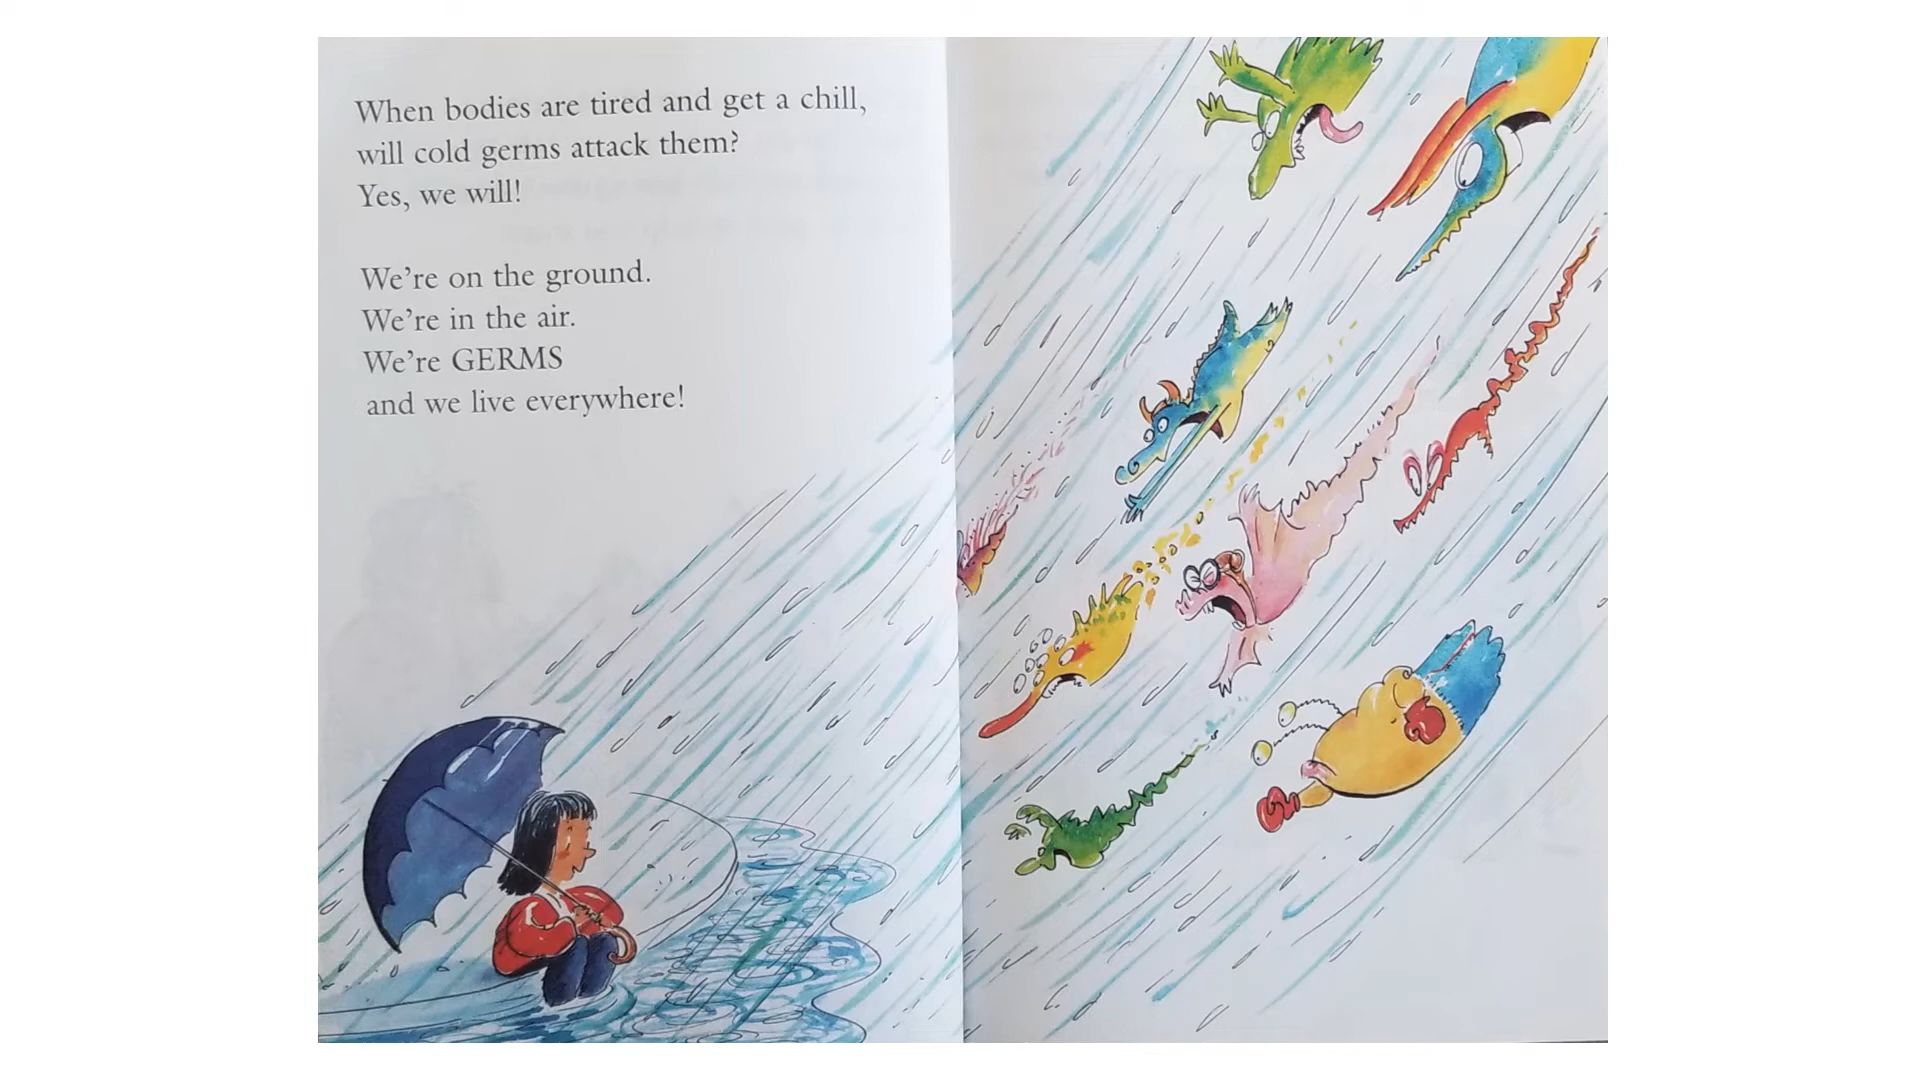 When bodies are tired and get a chill,
will cold germs attack them?
Yes, we will!
We're on the ground.
We're in the air.
We're GERMS
and we live everywhere!